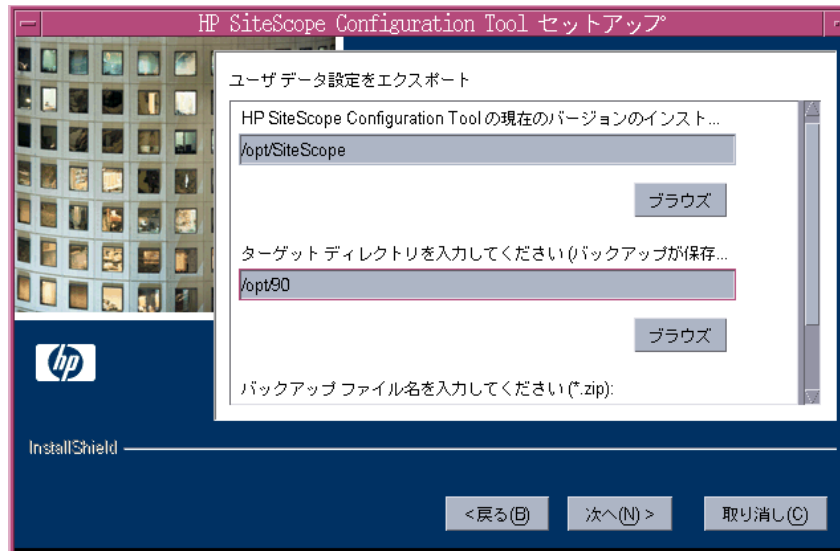 HP SiteScope Configuration Tool セットアップ
ユーザ データ設定をエクスポート
HP SiteScope Configuration Tool の現在のバージョンのインスト...
/opt/SiteScope
ブラウズ
ターゲット ディレクトリを入力してください (バックアップが保存...
/opt/90
ブラウズ
hp
バックアップ ファイル名を入力してください (*.zip):
InstallShield
<戻る(B)
次へ(N) >
取り消し(C)